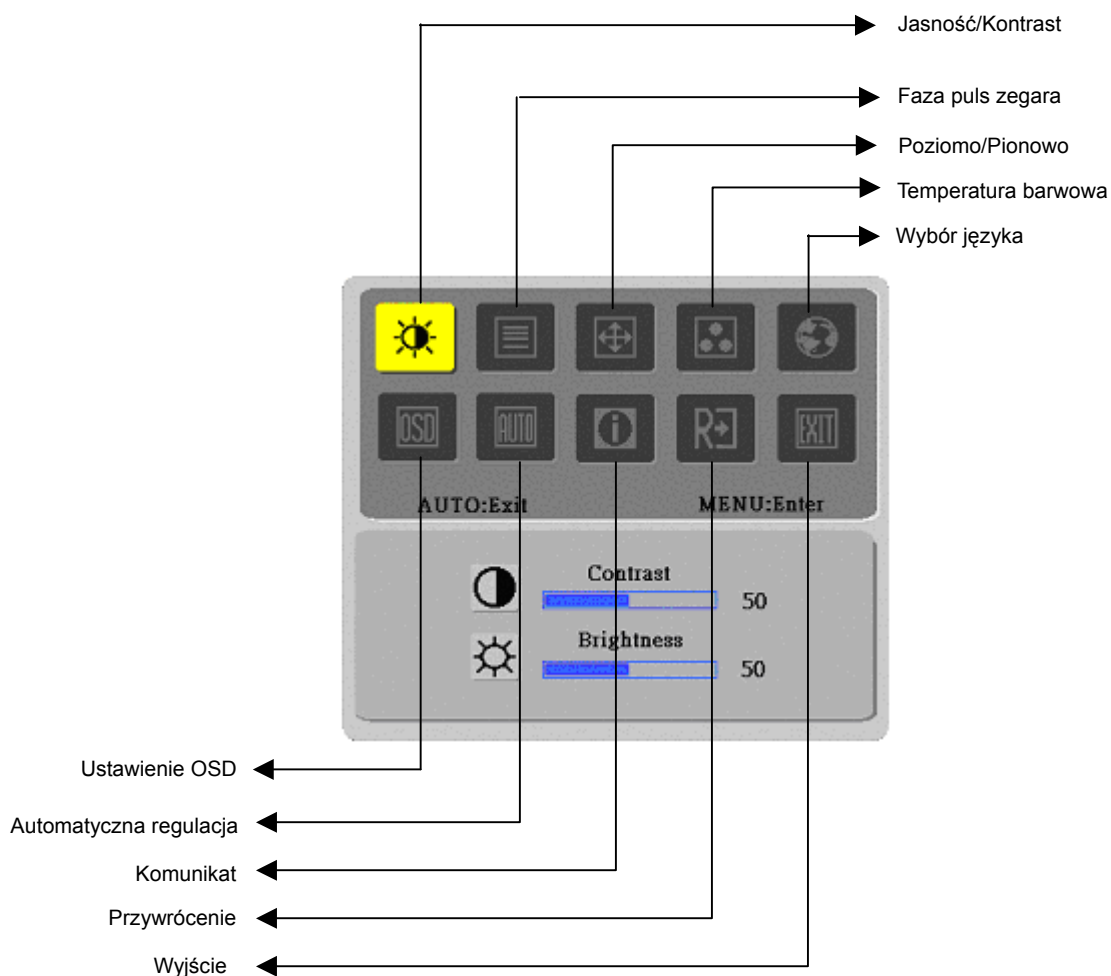 Jasność/Kontrast
Faza puls zegara
Poziomo/Pionowo
Temperatura barwowa
Wybór języka
OSD
AUTO
i
R
EXIT
AUTO:Exit
MENU:Enter
Contrast
50
Brightness
50
Ustawienie OSD
Automatyczna regulacja
Komunikat
Przywrócenie
Wyjście